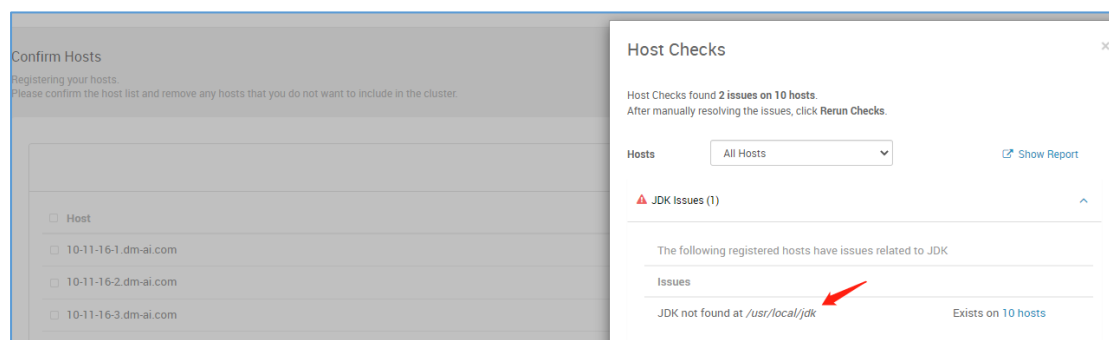 Confirm Hosts
Registering your hosts.
Please confirm the host list and remove any hosts that you do not want to include in the cluster.
Host
10-11-16-1.dm-ai.com
10-11-16-2.dm-ai.com
10-11-16-3.dm-ai.com
Host Checks
×
Host Checks found 2 issues on 10 hosts.
After manually resolving the issues, click Rerun Checks.
Hosts All Hosts Show Report
JDK Issues (1)
The following registered hosts have issues related to JDK
Issues
JDK not found at /usr/local/jdk Exists on 10 hosts